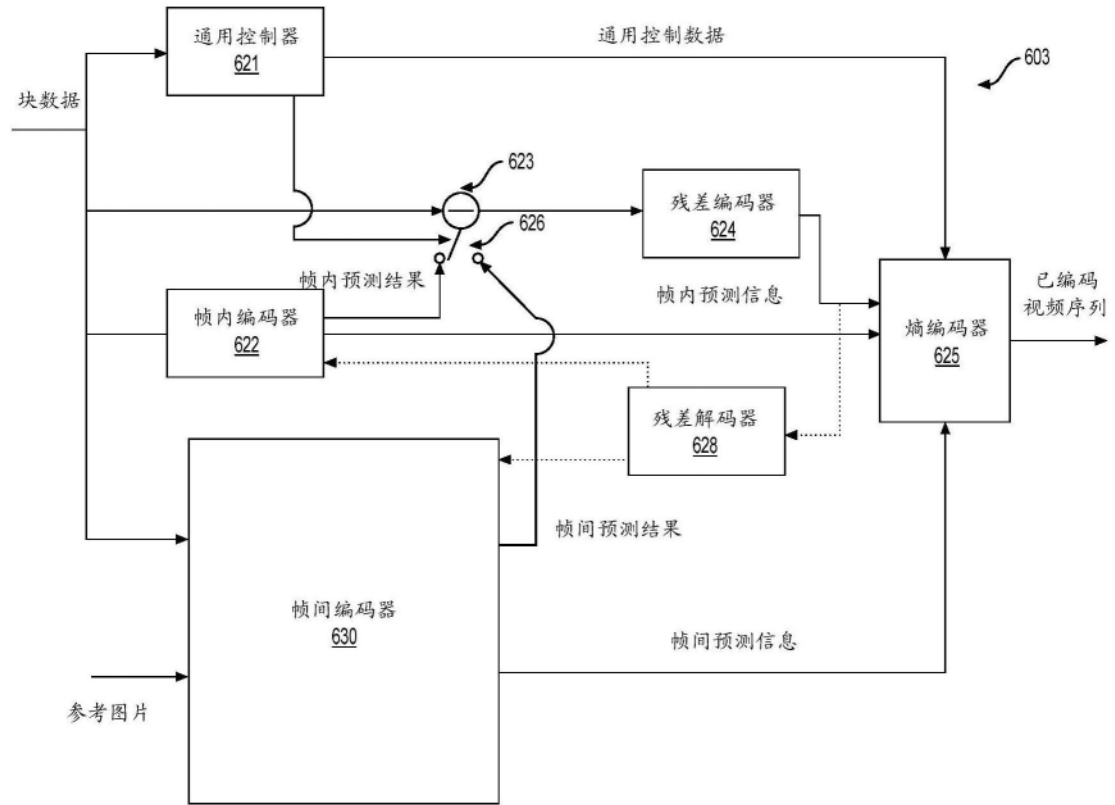 通用控制器
621
通用控制数据
603
块数据
623
残差编码器
624
626
帧内预测结果
帧内预测信息
已编码
视频序列
帧内编码器
622
熵编码器
625
残差解码器
628
帧间预测结果
帧间编码器
630
帧间预测信息
参考图片